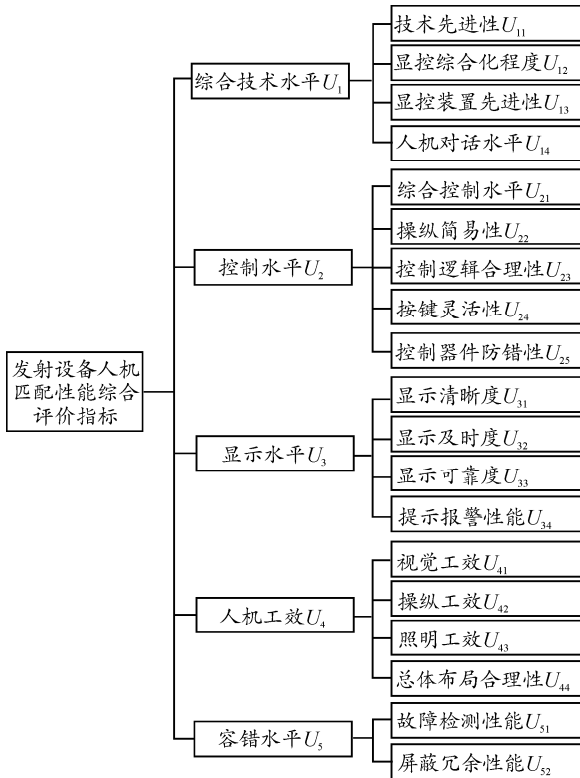 发射设备人机
匹配性能综合
评价指标
综合技术水平U₁
技术先进性U₁₁
显控综合化程度U₁₂
显控装置先进性U₁₃
人机对话水平U₁₄
控制水平U₂
综合控制水平U₂₁
操纵简易性U₂₂
控制逻辑合理性U₂₃
按键灵活性U₂₄
控制器件防错性U₂₅
显示水平U₃
显示清晰度U₃₁
显示及时度U₃₂
显示可靠度U₃₃
提示报警性能U₃₄
人机工效U₄
视觉工效U₄₁
操纵工效U₄₂
照明工效U₄₃
总体布局合理性U₄₄
容错水平U₅
故障检测性能U₅₁
屏蔽冗余性能U₅₂